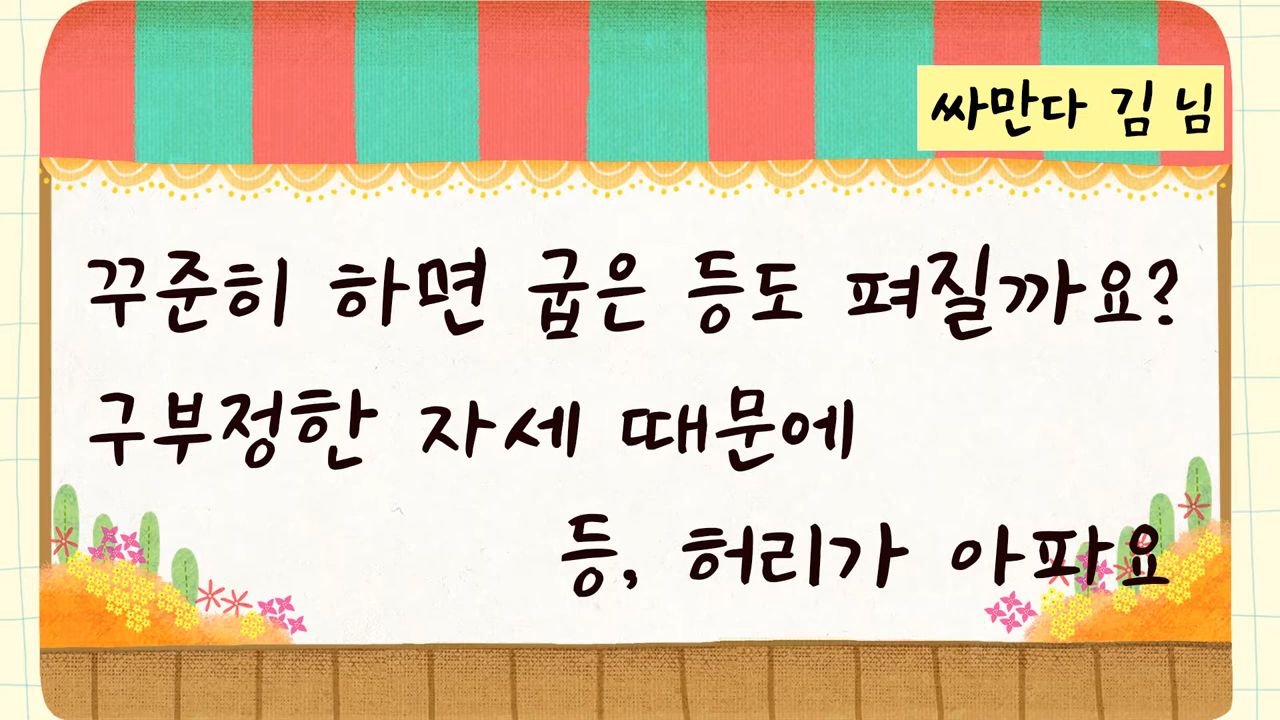 싸만다 김 님
꾸준히 하면 굽은 등도 펴질까요?
구부정한 자세 때문에
등, 허리가 아파요